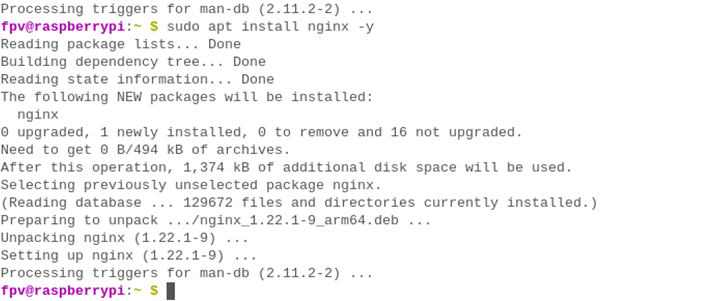 Processing triggers for man-db (2.11.2-2) ...
fpv@raspberrypi:~ $ sudo apt install nginx -y
Reading package lists... Done
Building dependency tree... Done
Reading state information... Done
The following NEW packages will be installed:
  nginx
0 upgraded, 1 newly installed, 0 to remove and 16 not upgraded.
Need to get 0 B/494 kB of archives.
After this operation, 1,374 kB of additional disk space will be used.
Selecting previously unselected package nginx.
(Reading database ... 129672 files and directories currently installed.)
Preparing to unpack .../nginx_1.22.1-9_arm64.deb ...
Unpacking nginx (1.22.1-9) ...
Setting up nginx (1.22.1-9) ...
Processing triggers for man-db (2.11.2-2) ...
fpv@raspberrypi:~ $